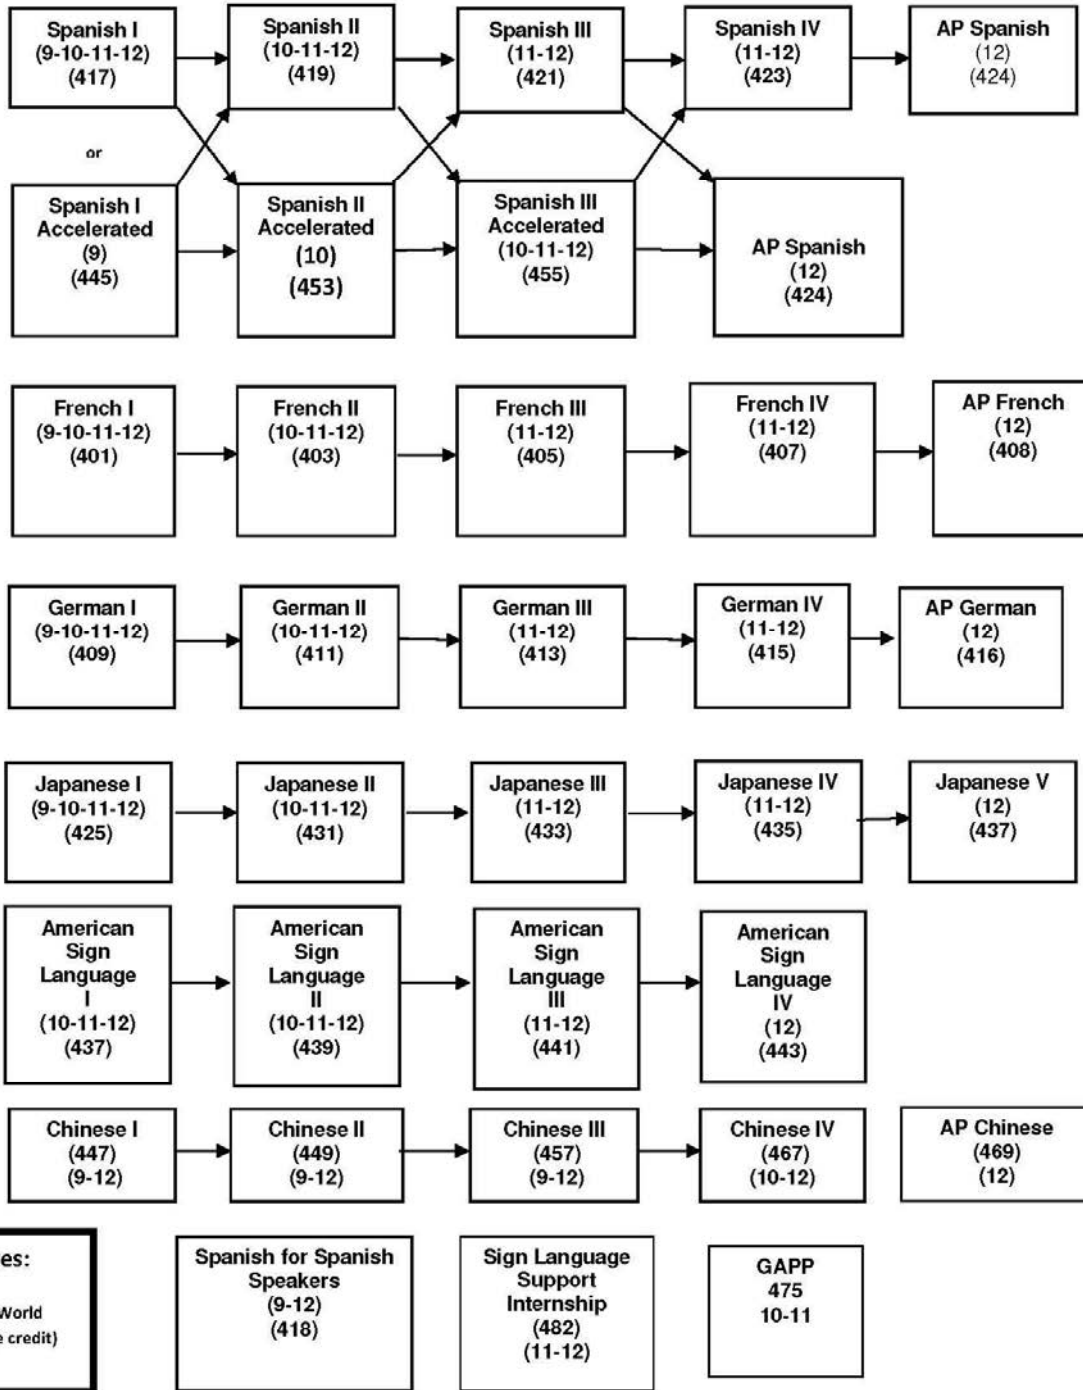 Spanish I
(9-10-11-12)
(417)
Spanish II
(10-11-12)
(419)
Spanish III
(11-12)
(421)
Spanish IV
(11-12)
(423)
AP Spanish
(12)
(424)
or
Spanish I
Accelerated
(9)
(445)
Spanish II
Accelerated
(10)
(453)
Spanish III
Accelerated
(10-11-12)
(455)
AP Spanish
(12)
(424)
French I
(9-10-11-12)
(401)
French II
(10-11-12)
(403)
French III
(11-12)
(405)
French IV
(11-12)
(407)
AP French
(12)
(408)
German I
(9-10-11-12)
(409)
German II
(10-11-12)
(411)
German III
(11-12)
(413)
German IV
(11-12)
(415)
AP German
(12)
(416)
Japanese I
(9-10-11-12)
(425)
Japanese II
(10-11-12)
(431)
Japanese III
(11-12)
(433)
Japanese IV
(11-12)
(435)
Japanese V
(12)
(437)
American
Sign
Language
I
(10-11-12)
(437)
American
Sign
Language
II
(10-11-12)
(439)
American
Sign
Language
III
(11-12)
(441)
American
Sign
Language
IV
(12)
(443)
Chinese I
(447)
(9-12)
Chinese II
(449)
(9-12)
Chinese III
(457)
(9-12)
Chinese IV
(467)
(10-12)
AP Chinese
(469)
(12)
es:
World
e credit)
Spanish for Spanish
Speakers
(9-12)
(418)
Sign Language
Support
Internship
(482)
(11-12)
GAPP
475
10-11